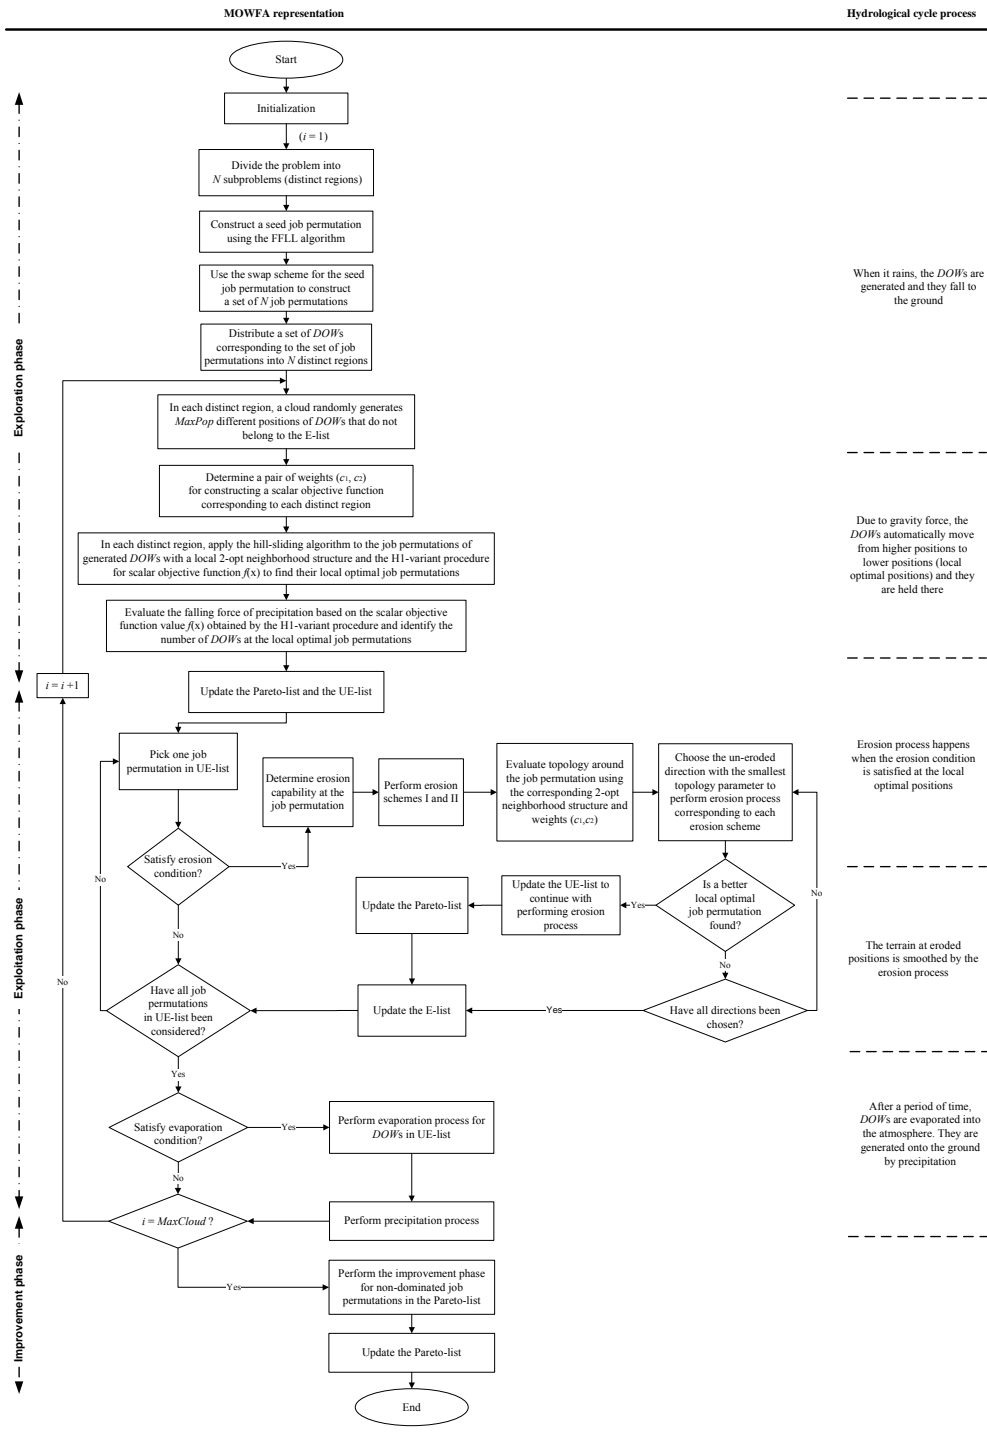 MOWFA representation
Hydrological cycle process
Start
Initialization
(i = 1)
Divide the problem into
N subproblems (distinct regions)
Construct a seed job permutation
using the FFLL algorithm
Use the swap scheme for the seed
job permutation to construct
a set of N job permutations
Distribute a set of DOWs
corresponding to the set of job
permutations into N distinct regions
In each distinct region, a cloud randomly generates
MaxPop different positions of DOWs that do not
belong to the E-list
Determine a pair of weights (c1, c2)
for constructing a scalar objective function
corresponding to each distinct region
In each distinct region, apply the hill-sliding algorithm to the job permutations of
generated DOWs with a local 2-opt neighborhood structure and the H1-variant procedure
for scalar objective function f(x) to find their local optimal job permutations
Evaluate the falling force of precipitation based on the scalar objective
function value f(x) obtained by the H1-variant procedure and identify the
number of DOWs at the local optimal job permutations
Update the Pareto-list and the UE-list
i = i +1
Pick one job
permutation in UE-list
Determine erosion
capability at the
job permutation
Perform erosion
schemes I and II
Evaluate topology around
the job permutation using
the corresponding 2-opt
neighborhood structure and
weights (c1,c2)
Choose the un-eroded
direction with the smallest
topology parameter to
perform erosion process
corresponding to each
erosion scheme
Satisfy erosion
condition?
Yes
No
No
Is a better
local optimal
job permutation
found?
Yes
No
No
Update the UE-list to
continue with
performing erosion
process
Update the Pareto-list
Have all directions been
chosen?
Yes
Update the E-list
Have all job
permutations
in UE-list been
considered?
Yes
No
Satisfy evaporation
condition?
Yes
No
Perform evaporation process for
DOWs in UE-list
Perform precipitation process
i = MaxCloud ?
Yes
Perform the improvement phase
for non-dominated job
permutations in the Pareto-list
Update the Pareto-list
End
Exploration phase
Exploitation phase
Improvement phase
When it rains, the DOWs are
generated and they fall to
the ground
Due to gravity force, the
DOWs automatically move
from higher positions to
lower positions (local
optimal positions) and they
are held there
Erosion process happens
when the erosion condition
is satisfied at the local
optimal positions
The terrain at eroded
positions is smoothed by the
erosion process
After a period of time,
DOWs are evaporated into
the atmosphere. They are
generated onto the ground
by precipitation